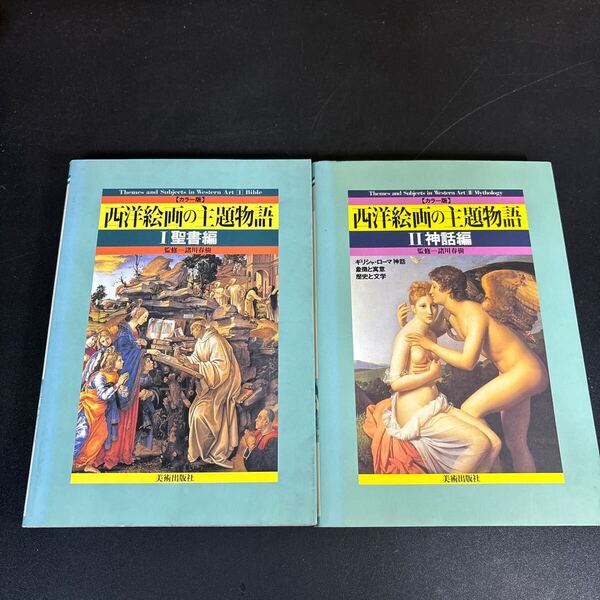 Themes and Subjects in Western Art [I] Bible
【カラー版】
西洋絵画の主題物語
I 聖書編
監修－諸川春樹
美術出版社
Themes and Subjects in Western Art [II] Mythology
【カラー版】
西洋絵画の主題物語
II 神話編
監修－諸川春樹
ギリシャ・ローマ神話
象徴と寓意
歴史と文学
美術出版社